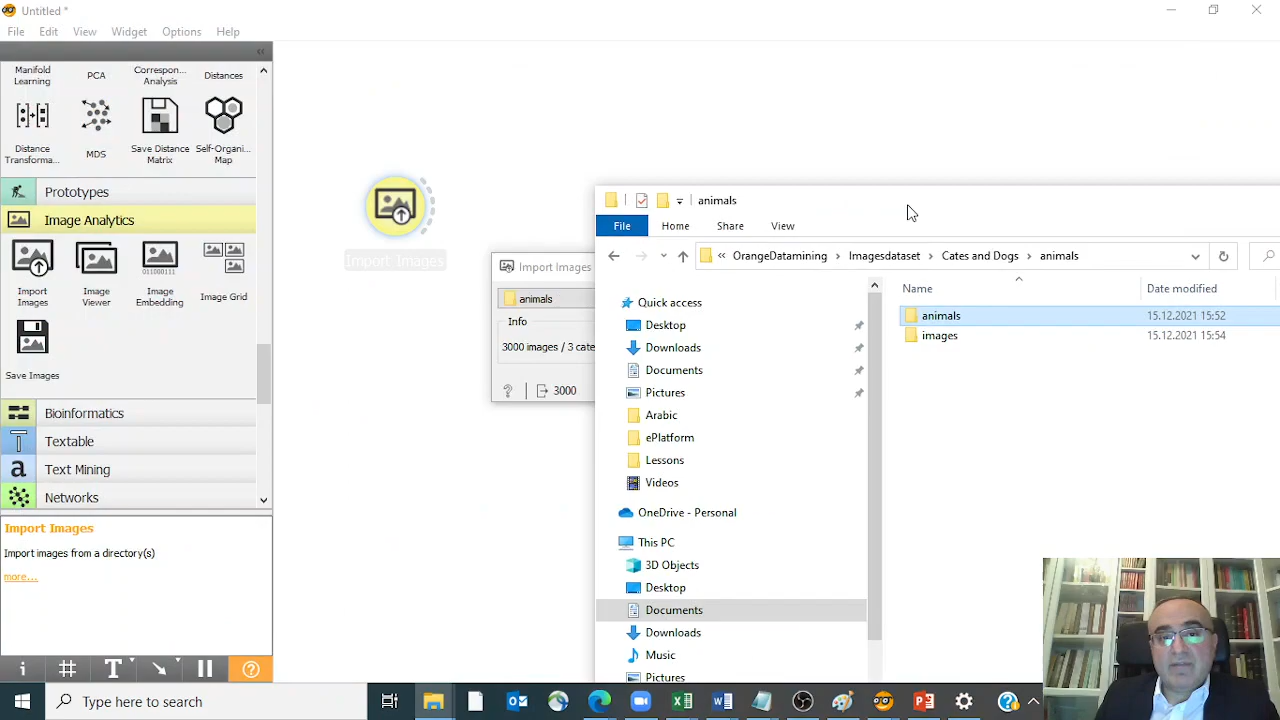 Untitled *
File Edit View Widget Options Help
Manifold Learning
PCA
Correspon... Analysis
Distances
Distance Transforma...
MDS
Save Distance Matrix
Self-Organi... Map
Prototypes
Image Analytics
Import Images
Image Viewer
Image Embedding
Image Grid
Save Images
Bioinformatics
Textable
Text Mining
Networks
Import Images
Import images from a directory(s)
more...
Import Images
Import Images
animals
Info
3000 images / 3 cate
3000
animals
File Home Share View
« OrangeDatamining › Imagesdataset › Cates and Dogs › animals
Name Date modified
animals 15.12.2021 15:52
images 15.12.2021 15:54
Quick access
Desktop
Downloads
Documents
Pictures
Arabic
ePlatform
Lessons
Videos
OneDrive - Personal
This PC
3D Objects
Desktop
Documents
Downloads
Music
Pictures
Type here to search